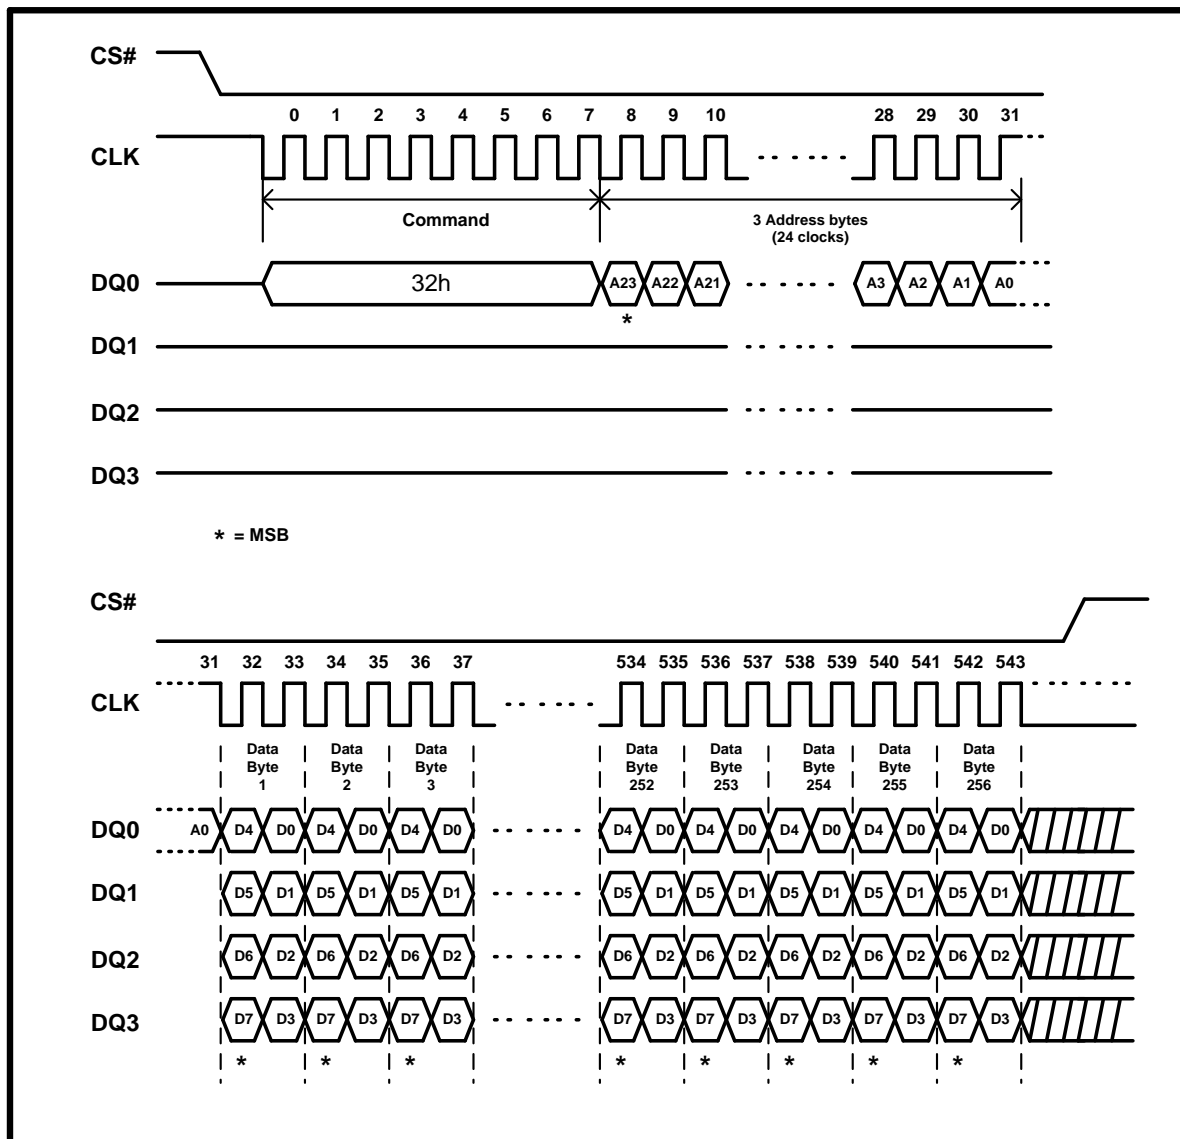 CS#
0 1 2 3 4 5 6 7 8 9 10 28 29 30 31
CLK
Command
3 Address bytes
(24 clocks)
DQ0 32h A23 A22 A21 A3 A2 A1 A0
*
DQ1
DQ2
DQ3
* = MSB
CS#
31 32 33 34 35 36 37 534 535 536 537 538 539 540 541 542 543
CLK
Data Data Data Data Data Data Data Data
Byte Byte Byte Byte Byte Byte Byte Byte
1 2 3 252 253 254 255 256
DQ0 A0 D4 D0 D4 D0 D4 D0 D4 D0 D4 D0 D4 D0 D4 D0 D4 D0
DQ1 D5 D1 D5 D1 D5 D1 D5 D1 D5 D1 D5 D1 D5 D1 D5 D1
DQ2 D6 D2 D6 D2 D6 D2 D6 D2 D6 D2 D6 D2 D6 D2 D6 D2
DQ3 D7 D3 D7 D3 D7 D3 D7 D3 D7 D3 D7 D3 D7 D3 D7 D3
* * * * * * * *